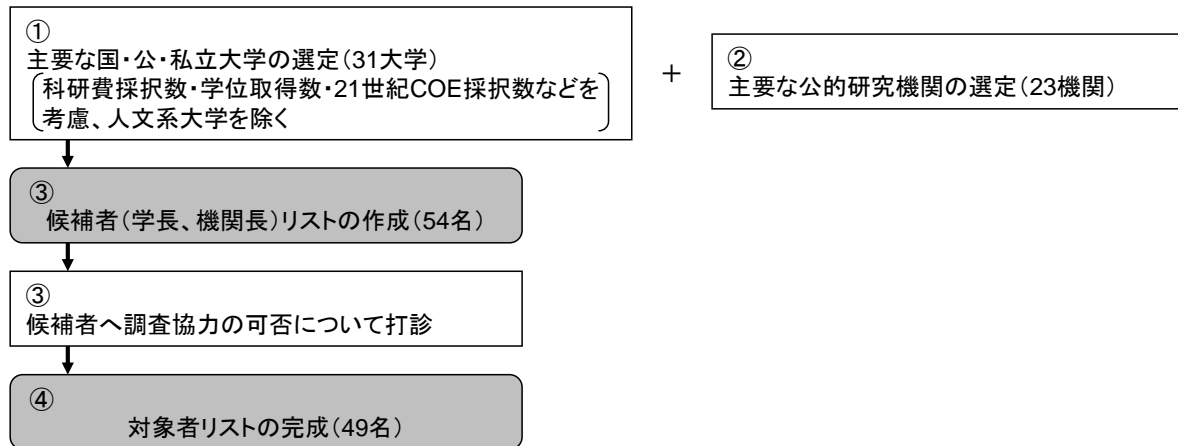 ①
主要な国・公・私立大学の選定（31大学）
科研費採択数・学位取得数・21世紀COE採択数などを
考慮、人文系大学を除く
＋
②
主要な公的研究機関の選定（23機関）
③
候補者（学長、機関長）リストの作成（54名）
③
候補者へ調査協力の可否について打診
④
対象者リストの完成（49名）